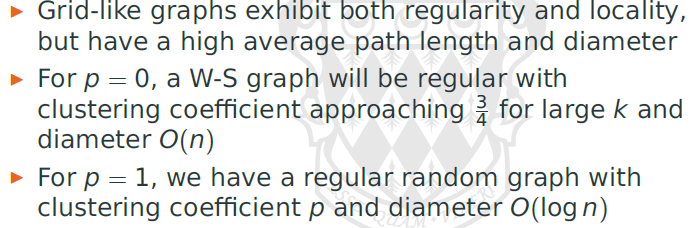 ▶ Grid-like graphs exhibit both regularity and locality,
but have a high average path length and diameter
▶ For p = 0, a W-S graph will be regular with
clustering coefficient approaching 3/4 for large k and
diameter O(n)
▶ For p = 1, we have a regular random graph with
clustering coefficient p and diameter O(log n)